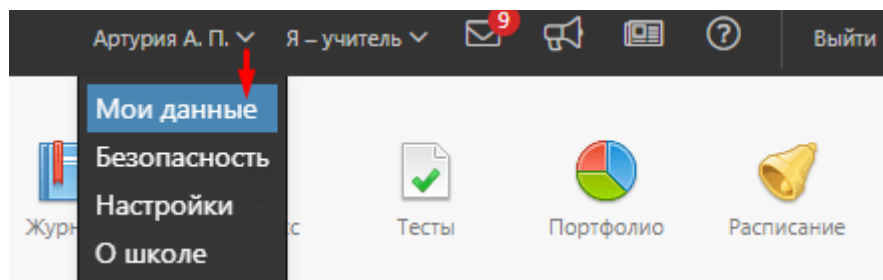 Артурия А. П. Я – учитель 9 Выйти
Мои данные
Безопасность
Настройки
О школе
Тесты Портфолио Расписание